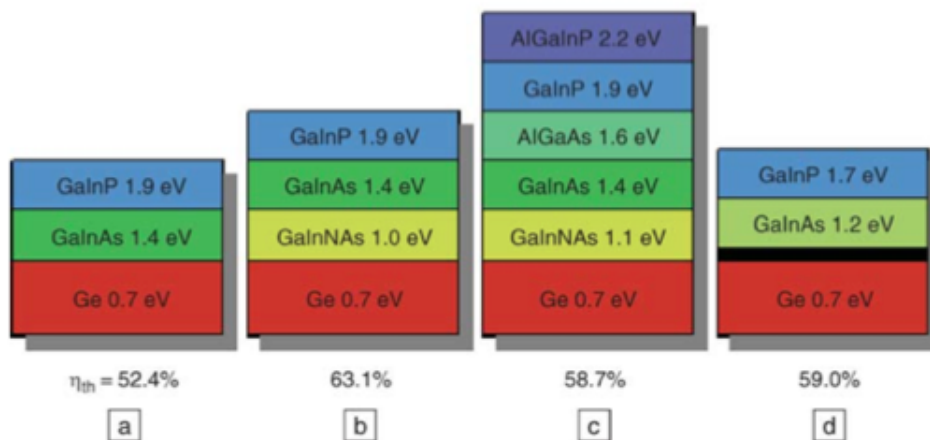 AlGaInP 2.2 eV
GaInP 1.9 eV
GaInP 1.9 eV
AlGaAs 1.6 eV
GaInP 1.9 eV
GaInAs 1.4 eV
GaInAs 1.4 eV
GaInP 1.7 eV
GaInAs 1.4 eV
GaInNAs 1.0 eV
GaInNAs 1.1 eV
GaInAs 1.2 eV
Ge 0.7 eV
Ge 0.7 eV
Ge 0.7 eV
Ge 0.7 eV
ηth = 52.4%
63.1%
58.7%
59.0%
a
b
c
d